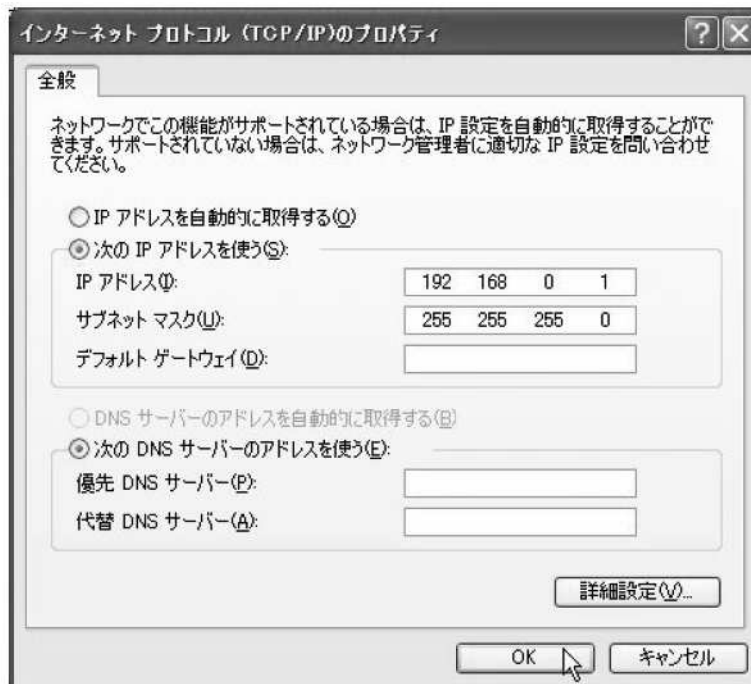 インターネット プロトコル (TCP/IP)のプロパティ
全般
ネットワークでこの機能がサポートされている場合は、IP 設定を自動的に取得することがで
きます。サポートされていない場合は、ネットワーク管理者に適切な IP 設定を問い合わせ
てください。
IP アドレスを自動的に取得する(O)
次の IP アドレスを使う(S):
IP アドレス(I): 192 168 0 1
サブネット マスク(U): 255 255 255 0
デフォルト ゲートウェイ(D):
DNS サーバーのアドレスを自動的に取得する(B)
次の DNS サーバーのアドレスを使う(E):
優先 DNS サーバー(P):
代替 DNS サーバー(A):
詳細設定(V)...
OK キャンセル